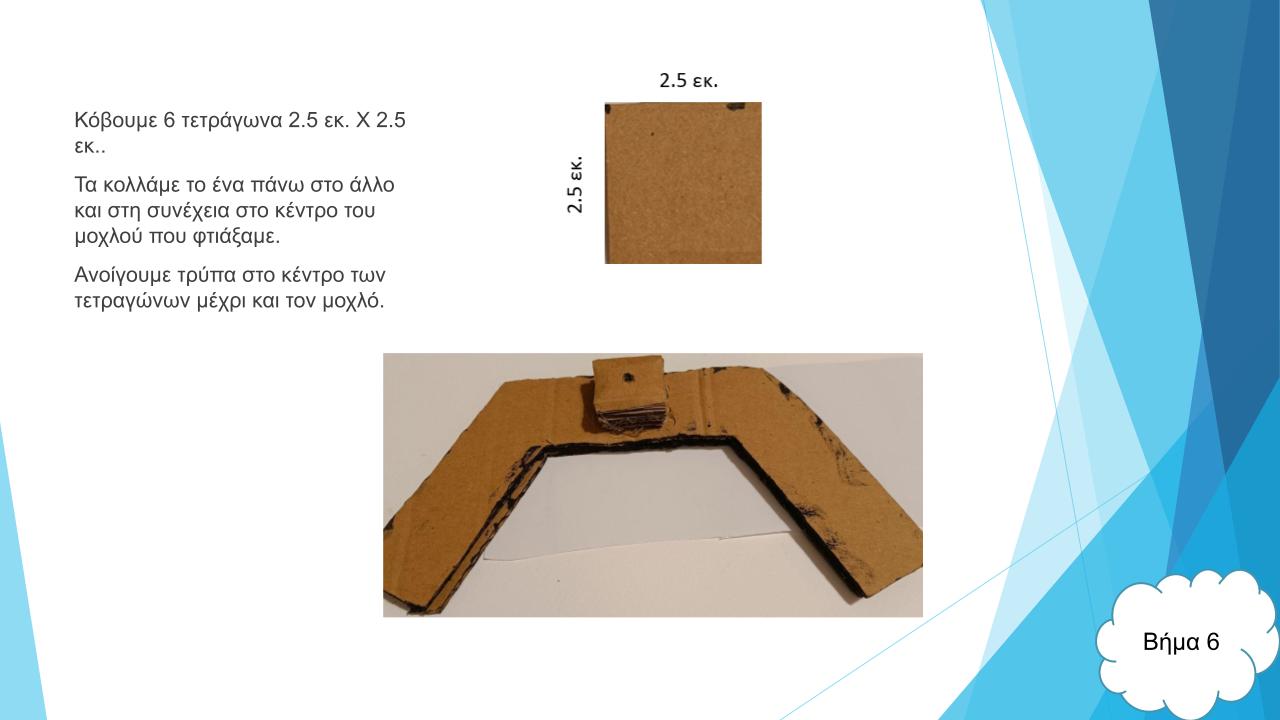 2.5 εκ.
Κόβουμε 6 τετράγωνα 2.5 εκ. Χ 2.5
εκ..
2.5 εκ.
Τα κολλάμε το ένα πάνω στο άλλο
και στη συνέχεια στο κέντρο του
μοχλού που φτιάξαμε.
Ανοίγουμε τρύπα στο κέντρο των
τετραγώνων μέχρι και τον μοχλό.
Βήμα 6